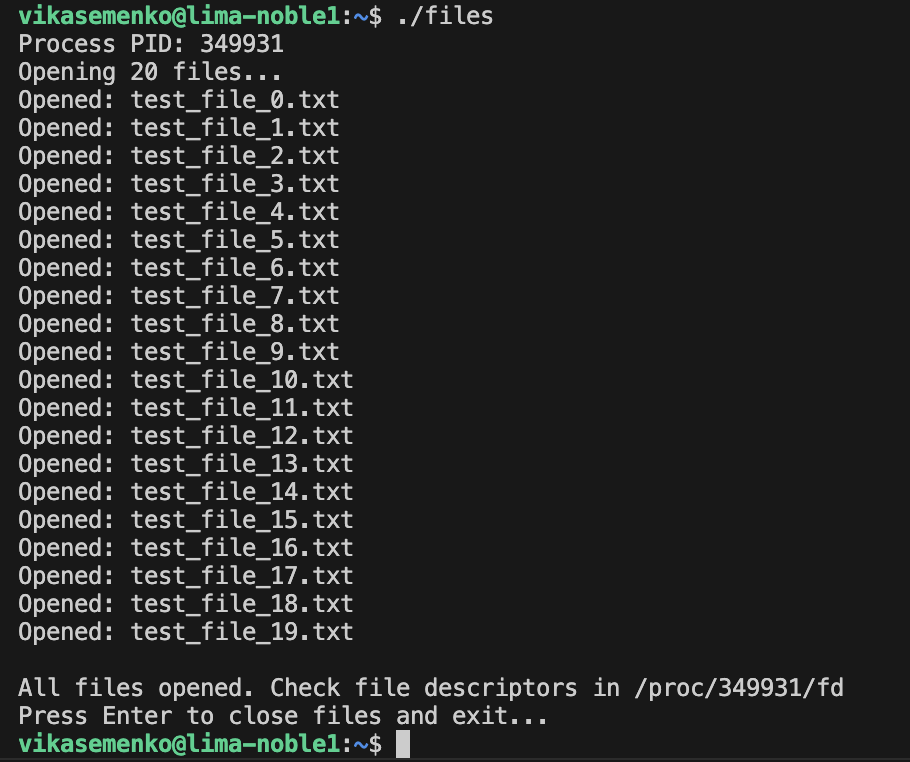 vikasemenko@lima-noble1:~$ ./files
Process PID: 349931
Opening 20 files...
Opened: test_file_0.txt
Opened: test_file_1.txt
Opened: test_file_2.txt
Opened: test_file_3.txt
Opened: test_file_4.txt
Opened: test_file_5.txt
Opened: test_file_6.txt
Opened: test_file_7.txt
Opened: test_file_8.txt
Opened: test_file_9.txt
Opened: test_file_10.txt
Opened: test_file_11.txt
Opened: test_file_12.txt
Opened: test_file_13.txt
Opened: test_file_14.txt
Opened: test_file_15.txt
Opened: test_file_16.txt
Opened: test_file_17.txt
Opened: test_file_18.txt
Opened: test_file_19.txt

All files opened. Check file descriptors in /proc/349931/fd
Press Enter to close files and exit...
vikasemenko@lima-noble1:~$